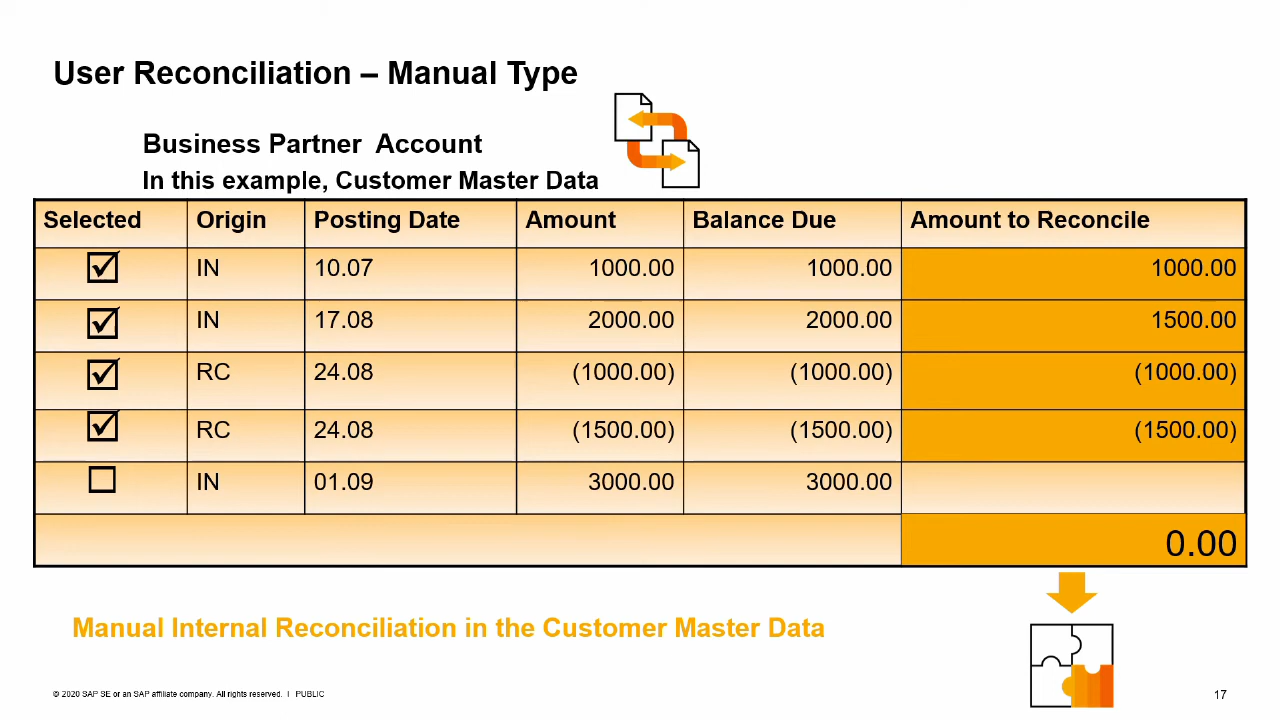 User Reconciliation – Manual Type
Business Partner Account
In this example, Customer Master Data
Selected Origin Posting Date Amount Balance Due Amount to Reconcile
IN 10.07 1000.00 1000.00 1000.00
IN 17.08 2000.00 2000.00 1500.00
RC 24.08 (1000.00) (1000.00) (1000.00)
RC 24.08 (1500.00) (1500.00) (1500.00)
IN 01.09 3000.00 3000.00
0.00
Manual Internal Reconciliation in the Customer Master Data
© 2020 SAP SE or an SAP affiliate company. All rights reserved. I PUBLIC
17